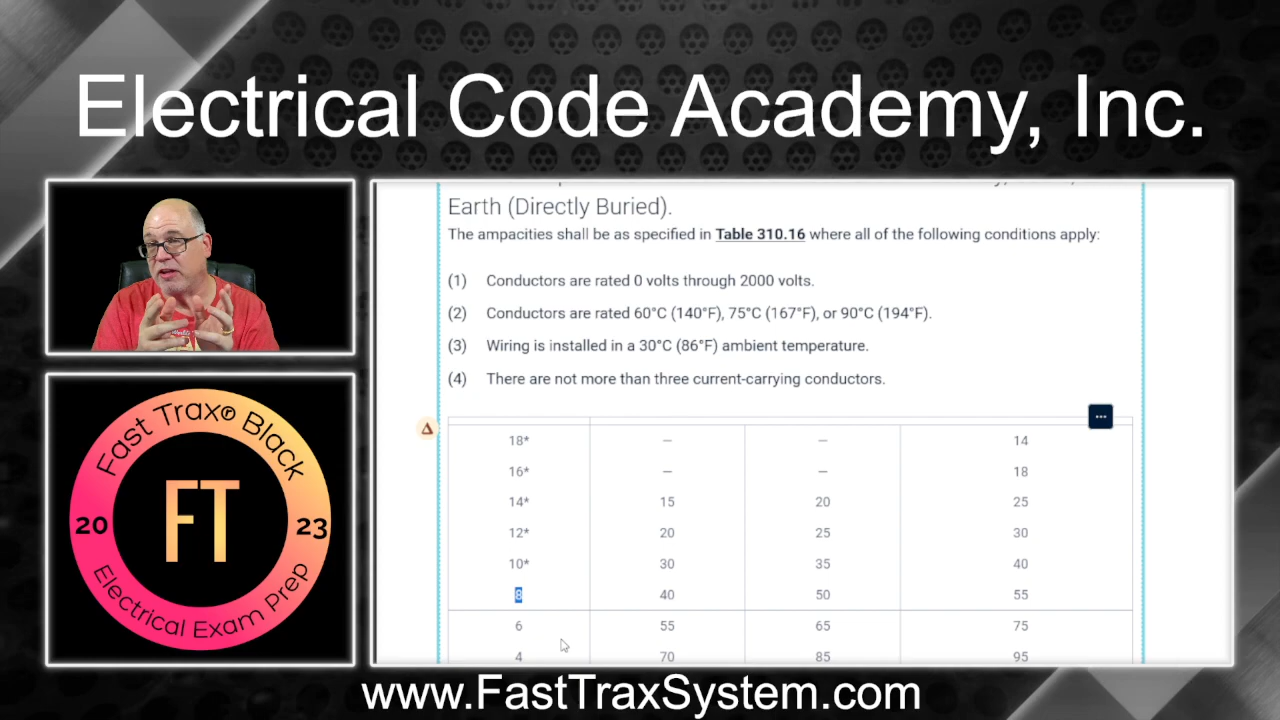 Electrical Code Academy, Inc.
Earth (Directly Buried).
The ampacities shall be as specified in Table 310.16 where all of the following conditions apply:
(1) Conductors are rated 0 volts through 2000 volts.
(2) Conductors are rated 60°C (140°F), 75°C (167°F), or 90°C (194°F).
(3) Wiring is installed in a 30°C (86°F) ambient temperature.
(4) There are not more than three current-carrying conductors.
Δ
18* – – 14
16* – – 18
14* 15 20 25
12* 20 25 30
10* 30 35 40
8 40 50 55
6 55 65 75
4 70 85 95
Fast Trax® Black
FT
20 23
Electrical Exam Prep
www.FastTraxSystem.com